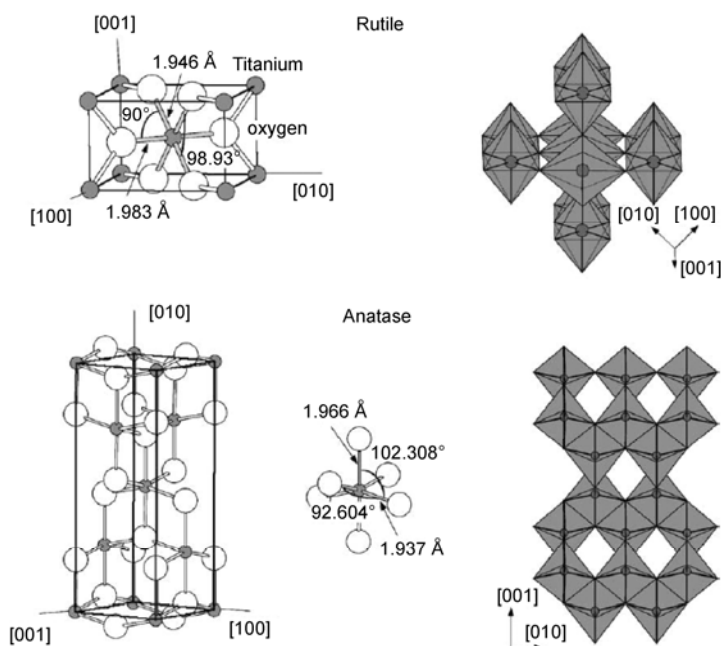 Rutile
[001]
1.946 Å
Titanium
90°
oxygen
98.93°
[010]
[100]
1.983 Å
[010]
[100]
[001]
Anatase
[010]
1.966 Å
102.308°
92.604°
1.937 Å
[001]
[100]
[001]
[010]